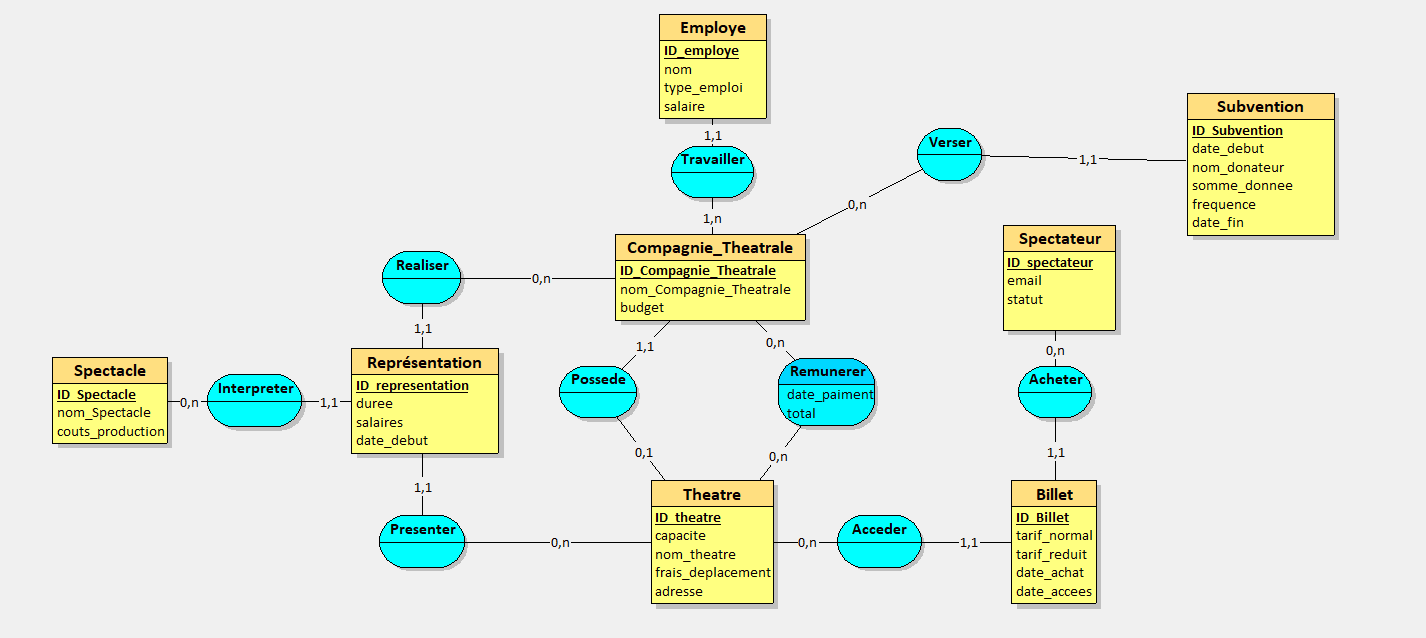 Employe
ID_employe
nom
type_emploi
salaire
1,1
Travailler
1,n
Verser
1,1
0,n
Subvention
ID_Subvention
date_debut
nom_donateur
somme_donnee
frequence
date_fin
Compagnie_Theatrale
ID_Compagnie_Theatrale
nom_Compagnie_Theatrale
budget
Spectateur
ID_spectateur
email
statut
Realiser
0,n
1,1
Spectacle
ID_Spectacle
nom_Spectacle
couts_production
0,n
Interpreter
1,1
Représentation
ID_representation
duree
salaires
date_debut
1,1
Possede
0,1
0,n
Remunerer
date_paiment
total
0,n
0,n
Acheter
1,1
1,1
Presenter
0,n
Theatre
ID_theatre
capacite
nom_theatre
frais_deplacement
adresse
0,n
Acceder
1,1
Billet
ID_Billet
tarif_normal
tarif_reduit
date_achat
date_accees